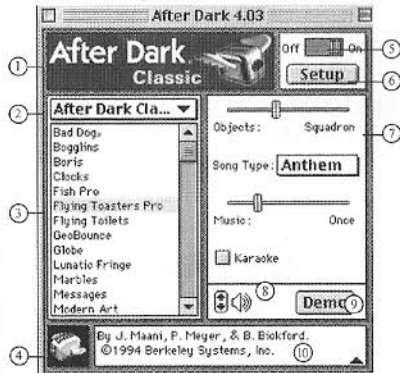 After Dark 4.03
After Dark
Classic
Off On
Setup
After Dark Cla...
Bad Dog
Bogglins
Boris
Clocks
Fish Pro
Flying Toasters Pro
Flying Toilets
GeoBounce
Globe
Lunatic Fringe
Marbles
Messages
Modern Art
Objects: Squadron
Song Type: Anthem
Music: Once
Karaoke
Demo
By J. Maani, P. Meyer, & B. Bickford.
©1994 Berkeley Systems, Inc.
1
2
3
4
5
6
7
8
9
10